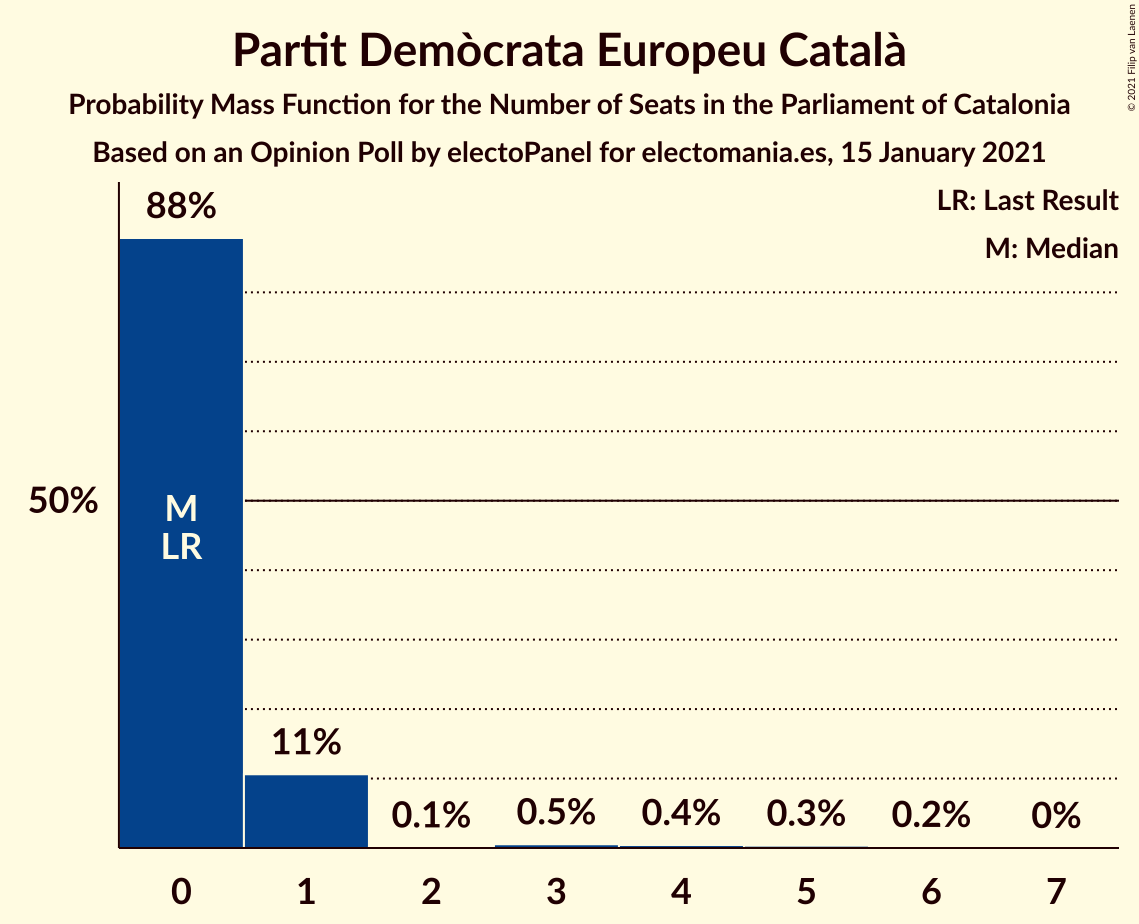 Partit Demòcrata Europeu Català
Probability Mass Function for the Number of Seats in the Parliament of Catalonia
Based on an Opinion Poll by electoPanel for electomania.es, 15 January 2021
© 2021 Filip van Laenen
LR: Last Result
M: Median
88%
50%
M
LR
11%
0.1%
0.5%
0.4%
0.3%
0.2%
0%
0 1 2 3 4 5 6 7